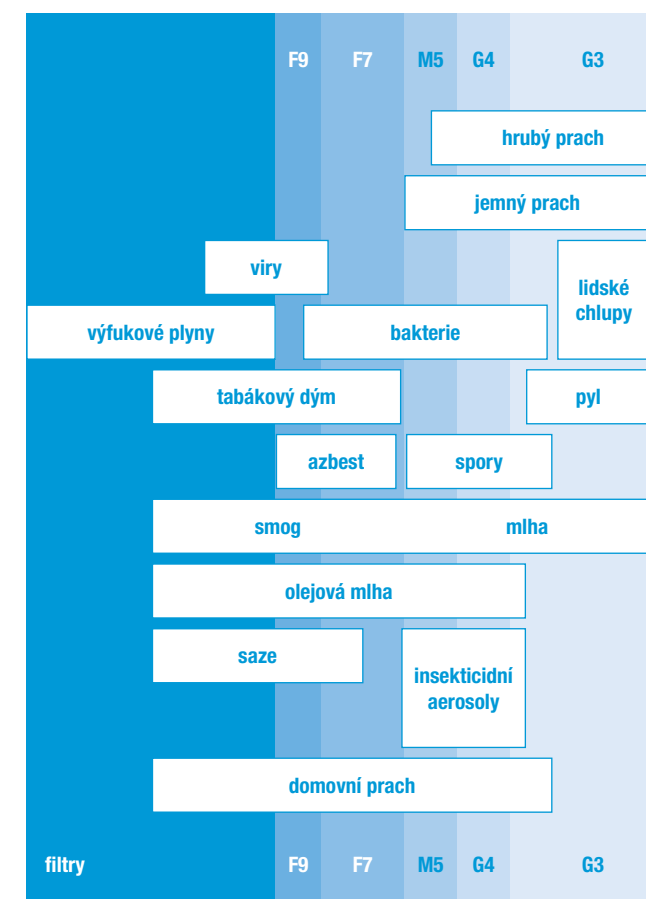 F9 F7 M5 G4 G3
hrubý prach
jemný prach
viry
lidské
chlupy
výfukové plyny
bakterie
tabákový dým
pyl
azbest
spory
smog
mlha
olejová mlha
saze
insekticidní
aerosoly
domovní prach
filtry F9 F7 M5 G4 G3